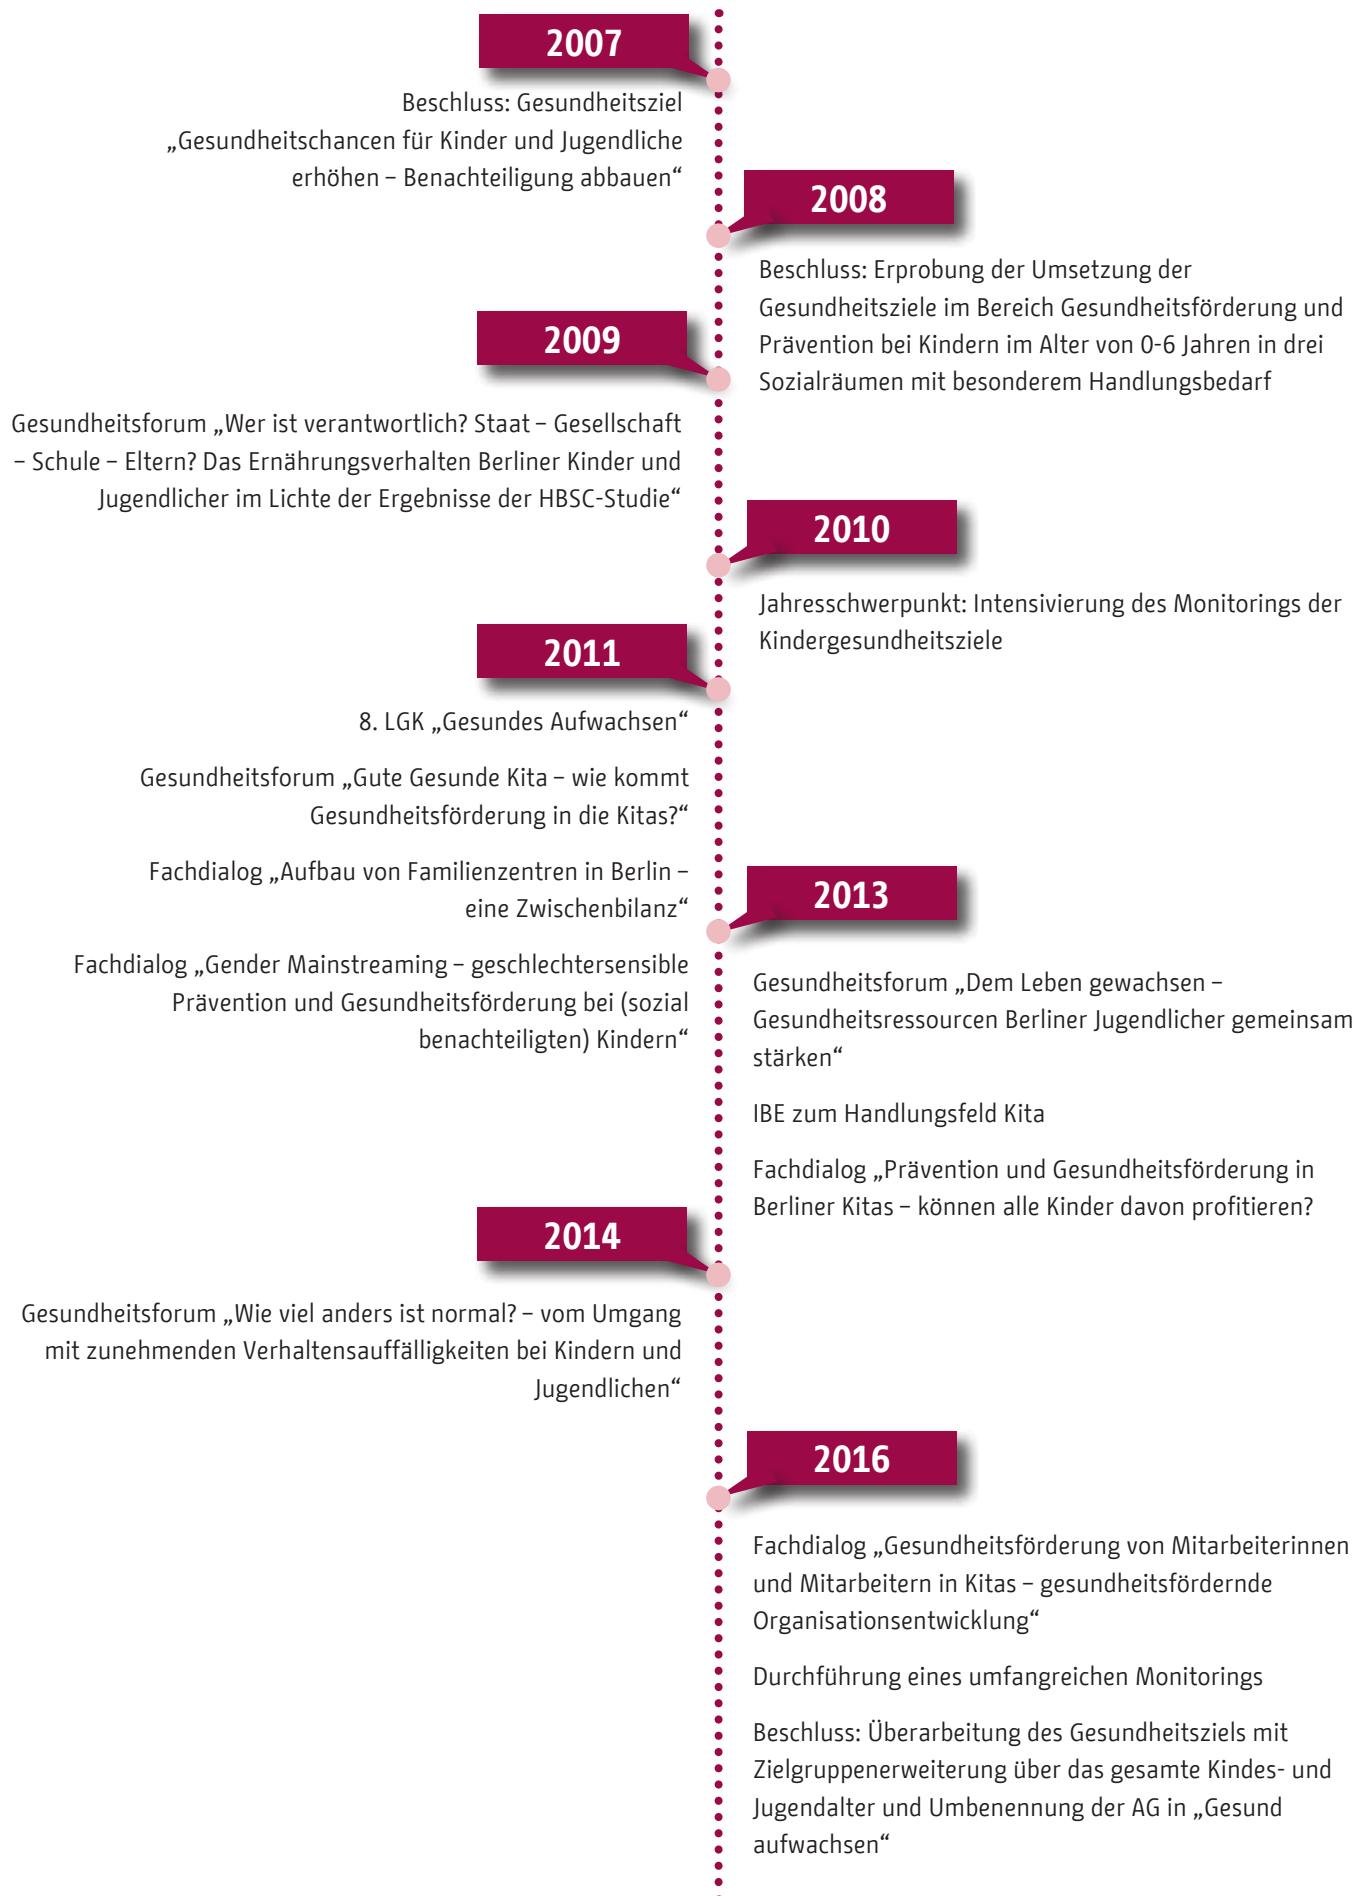 2007
Beschluss: Gesundheitsziel
„Gesundheitschancen für Kinder und Jugendliche
erhöhen – Benachteiligung abbauen“
2008
Beschluss: Erprobung der Umsetzung der
Gesundheitsziele im Bereich Gesundheitsförderung und
Prävention bei Kindern im Alter von 0-6 Jahren in drei
Sozialräumen mit besonderem Handlungsbedarf
2009
Gesundheitsforum „Wer ist verantwortlich? Staat – Gesellschaft
– Schule – Eltern? Das Ernährungsverhalten Berliner Kinder und
Jugendlicher im Lichte der Ergebnisse der HBSC-Studie“
2010
Jahresschwerpunkt: Intensivierung des Monitorings der
Kindergesundheitsziele
2011
8. LGK „Gesundes Aufwachsen“
Gesundheitsforum „Gute Gesunde Kita – wie kommt
Gesundheitsförderung in die Kitas?“
Fachdialog „Aufbau von Familienzentren in Berlin –
eine Zwischenbilanz“
Fachdialog „Gender Mainstreaming – geschlechtersensible
Prävention und Gesundheitsförderung bei (sozial
benachteiligten) Kindern“
2013
Gesundheitsforum „Dem Leben gewachsen –
Gesundheitsressourcen Berliner Jugendlicher gemeinsam
stärken“
IBE zum Handlungsfeld Kita
Fachdialog „Prävention und Gesundheitsförderung in
Berliner Kitas – können alle Kinder davon profitieren?
2014
Gesundheitsforum „Wie viel anders ist normal? – vom Umgang
mit zunehmenden Verhaltensauffälligkeiten bei Kindern und
Jugendlichen“
2016
Fachdialog „Gesundheitsförderung von Mitarbeiterinnen
und Mitarbeitern in Kitas – gesundheitsfördernde
Organisationsentwicklung“
Durchführung eines umfangreichen Monitorings
Beschluss: Überarbeitung des Gesundheitsziels mit
Zielgruppenerweiterung über das gesamte Kindes- und
Jugendalter und Umbenennung der AG in „Gesund
aufwachsen“